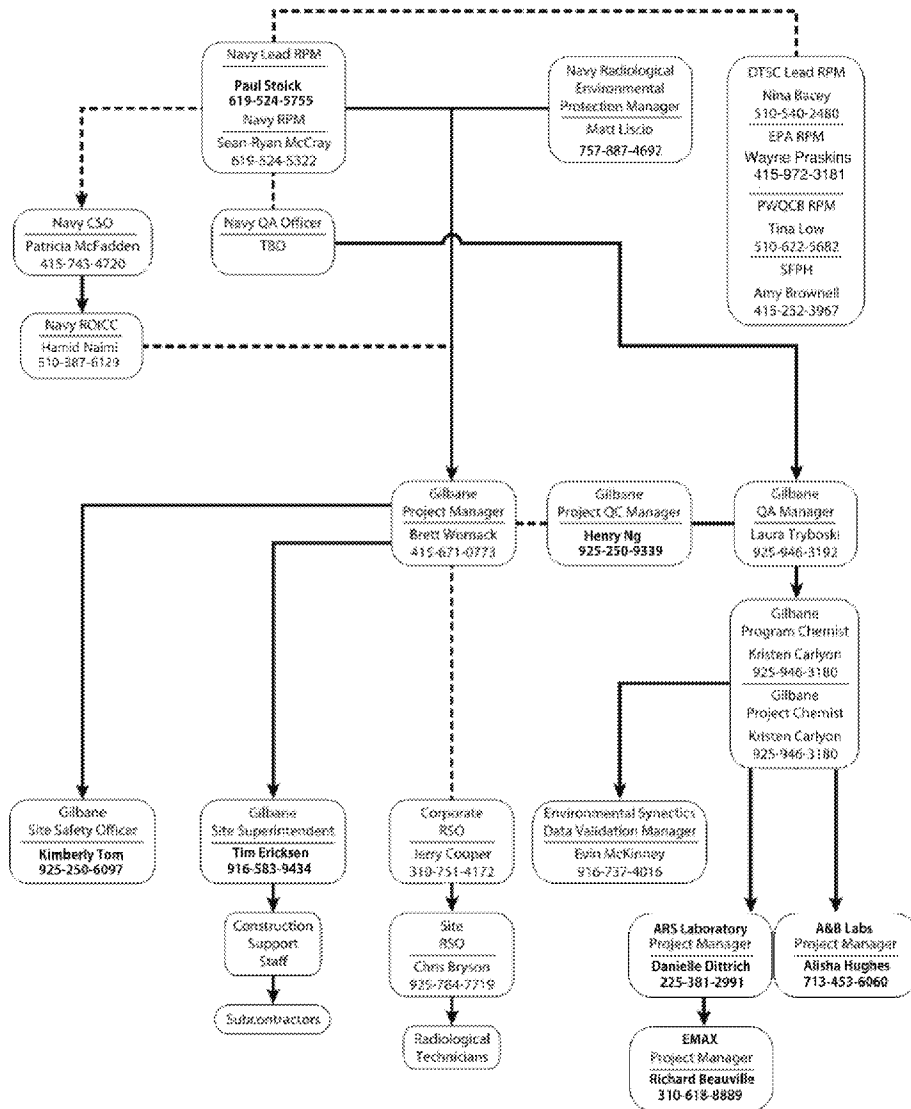 Navy Lead RPM
Paul Stoick
619-524-5755
Navy RPM
Sean-Ryan McCray
619-524-5322
Navy Radiological
Environmental
Protection Manager
Matt Liscio
757-887-4692
DTSC Lead RPM
Nina Bacey
510-540-2480
EPA RPM
Wayne Praskins
415-972-3181
PWQCB RPM
Tina Low
510-622-5682
SFPH
Amy Brownell
415-252-3967
Navy CSO
Patricia McFadden
415-743-4720
Navy QA Officer
TBD
Navy ROICC
Hamid Naimi
510-387-6129
Gilbane
Project Manager
Brett Womack
415-671-0773
Gilbane
Project QC Manager
Henry Ng
925-250-9339
Gilbane
QA Manager
Laura Tryboski
925-946-3192
Gilbane
Program Chemist
Kristen Carlyon
925-946-3180
Gilbane
Project Chemist
Kristen Carlyon
925-946-3180
Gilbane
Site Safety Officer
Kimberly Tom
925-250-6097
Gilbane
Site Superintendent
Tim Ericksen
916-583-9434
Corporate
RSO
Jerry Cooper
310-751-4172
Environmental Synectics
Data Validation Manager
Evin McKinney
916-737-4016
Construction
Support
Staff
Site
RSO
Chris Bryson
925-784-7719
ARS Laboratory
Project Manager
Danielle Dittrich
225-381-2991
A&B Labs
Project Manager
Alisha Hughes
713-453-6060
Subcontractors
Radiological
Technicians
EMAX
Project Manager
Richard Beauville
310-618-8889